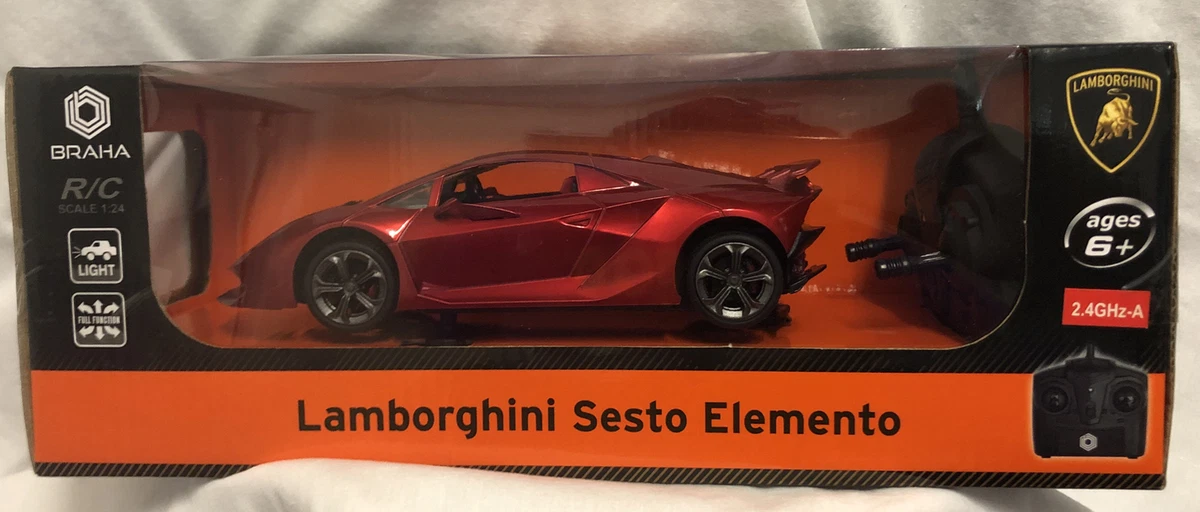 BRAHA
R/C
SCALE 1:24
LIGHT
FULL FUNCTION
LAMBORGHINI
ages
6+
2.4GHz-A
Lamborghini Sesto Elemento